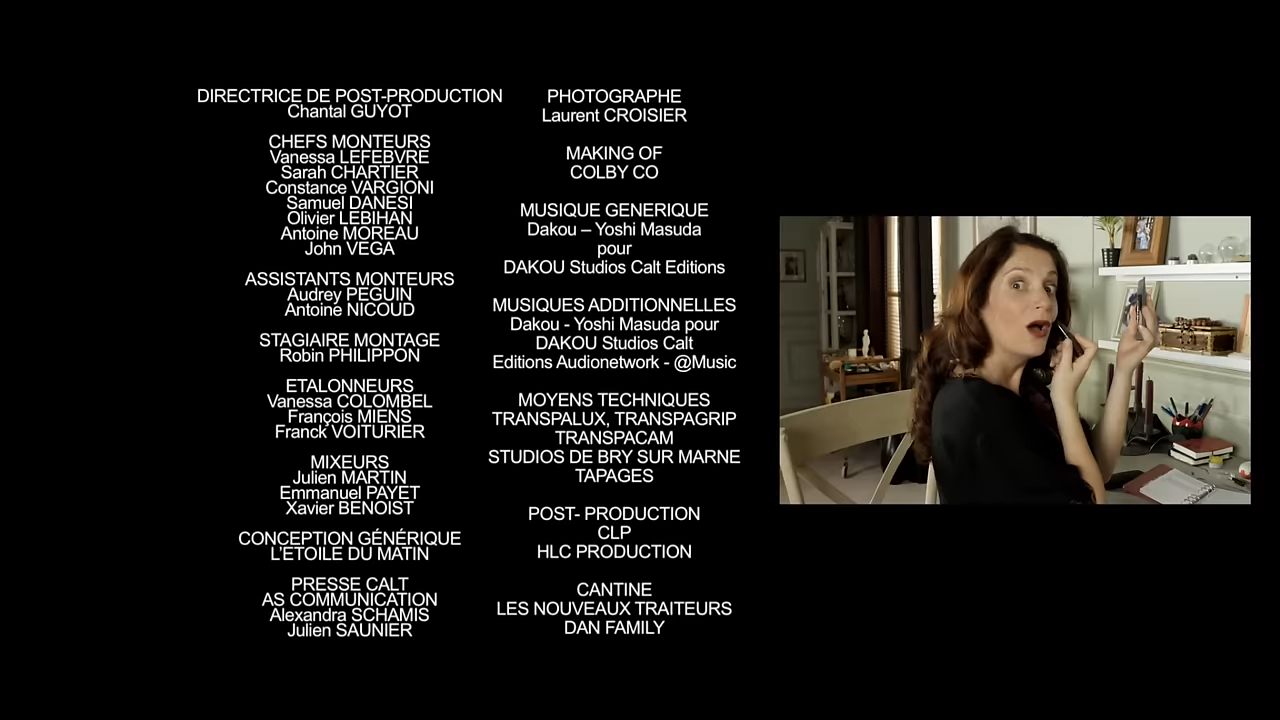 DIRECTRICE DE POST-PRODUCTION
Chantal GUYOT
CHEFS MONTEURS
Vanessa LEFEBVRE
Sarah CHARTIER
Constance VARGIONI
Samuel DANESI
Olivier LEBIHAN
Antoine MOREAU
John VEGA
ASSISTANTS MONTEURS
Audrey PEGUIN
Antoine NICOUD
STAGIAIRE MONTAGE
Robin PHILIPPON
ETALONNEURS
Vanessa COLOMBEL
François MIENS
Franck VOITURIER
MIXEURS
Julien MARTIN
Emmanuel PAYET
Xavier BENOIST
CONCEPTION GÉNÉRIQUE
L'ETOILE DU MATIN
PRESSE CALT
AS COMMUNICATION
Alexandra SCHAMIS
Julien SAUNIER
PHOTOGRAPHE
Laurent CROISIER
MAKING OF
COLBY CO
MUSIQUE GENERIQUE
Dakou – Yoshi Masuda
pour
DAKOU Studios Calt Editions
MUSIQUES ADDITIONNELLES
Dakou - Yoshi Masuda pour
DAKOU Studios Calt
Editions Audionetwork - @Music
MOYENS TECHNIQUES
TRANSPALUX, TRANSPAGRIP
TRANSPACAM
STUDIOS DE BRY SUR MARNE
TAPAGES
POST- PRODUCTION
CLP
HLC PRODUCTION
CANTINE
LES NOUVEAUX TRAITEURS
DAN FAMILY